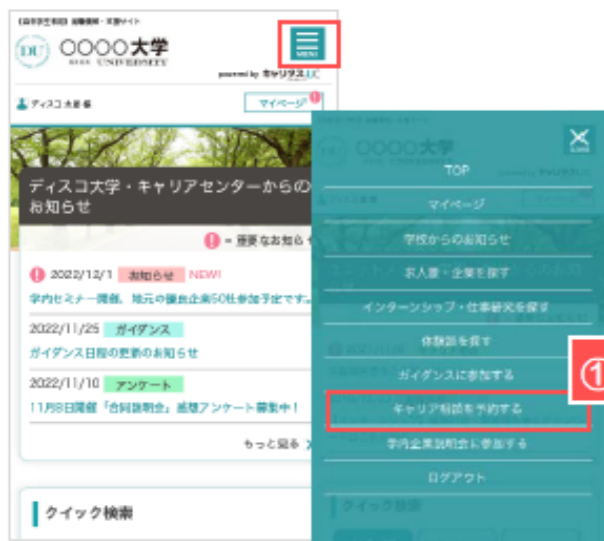 DU
〇〇〇〇大学
UNIVERSITY
MENU
powered by キャリタスUC
ディスコ太郎 様
マイページ
ディスコ大学・キャリアセンターからの
お知らせ
= 重要なお知らせ
2022/12/1 お知らせ NEW!
学内セミナー開催、地元の優良企業50社参加予定です。
2022/11/25 ガイダンス
ガイダンス日程の更新のお知らせ
2022/11/10 アンケート
11月8日開催「合同説明会」感想アンケート募集中！
もっと見る
クイック検索
TOP
マイページ
学校からのお知らせ
求人票・企業を探す
インターンシップ・仕事研究を探す
体験談を探す
ガイダンスに参加する
①
キャリア相談を予約する
学内企業説明会に参加する
ログアウト